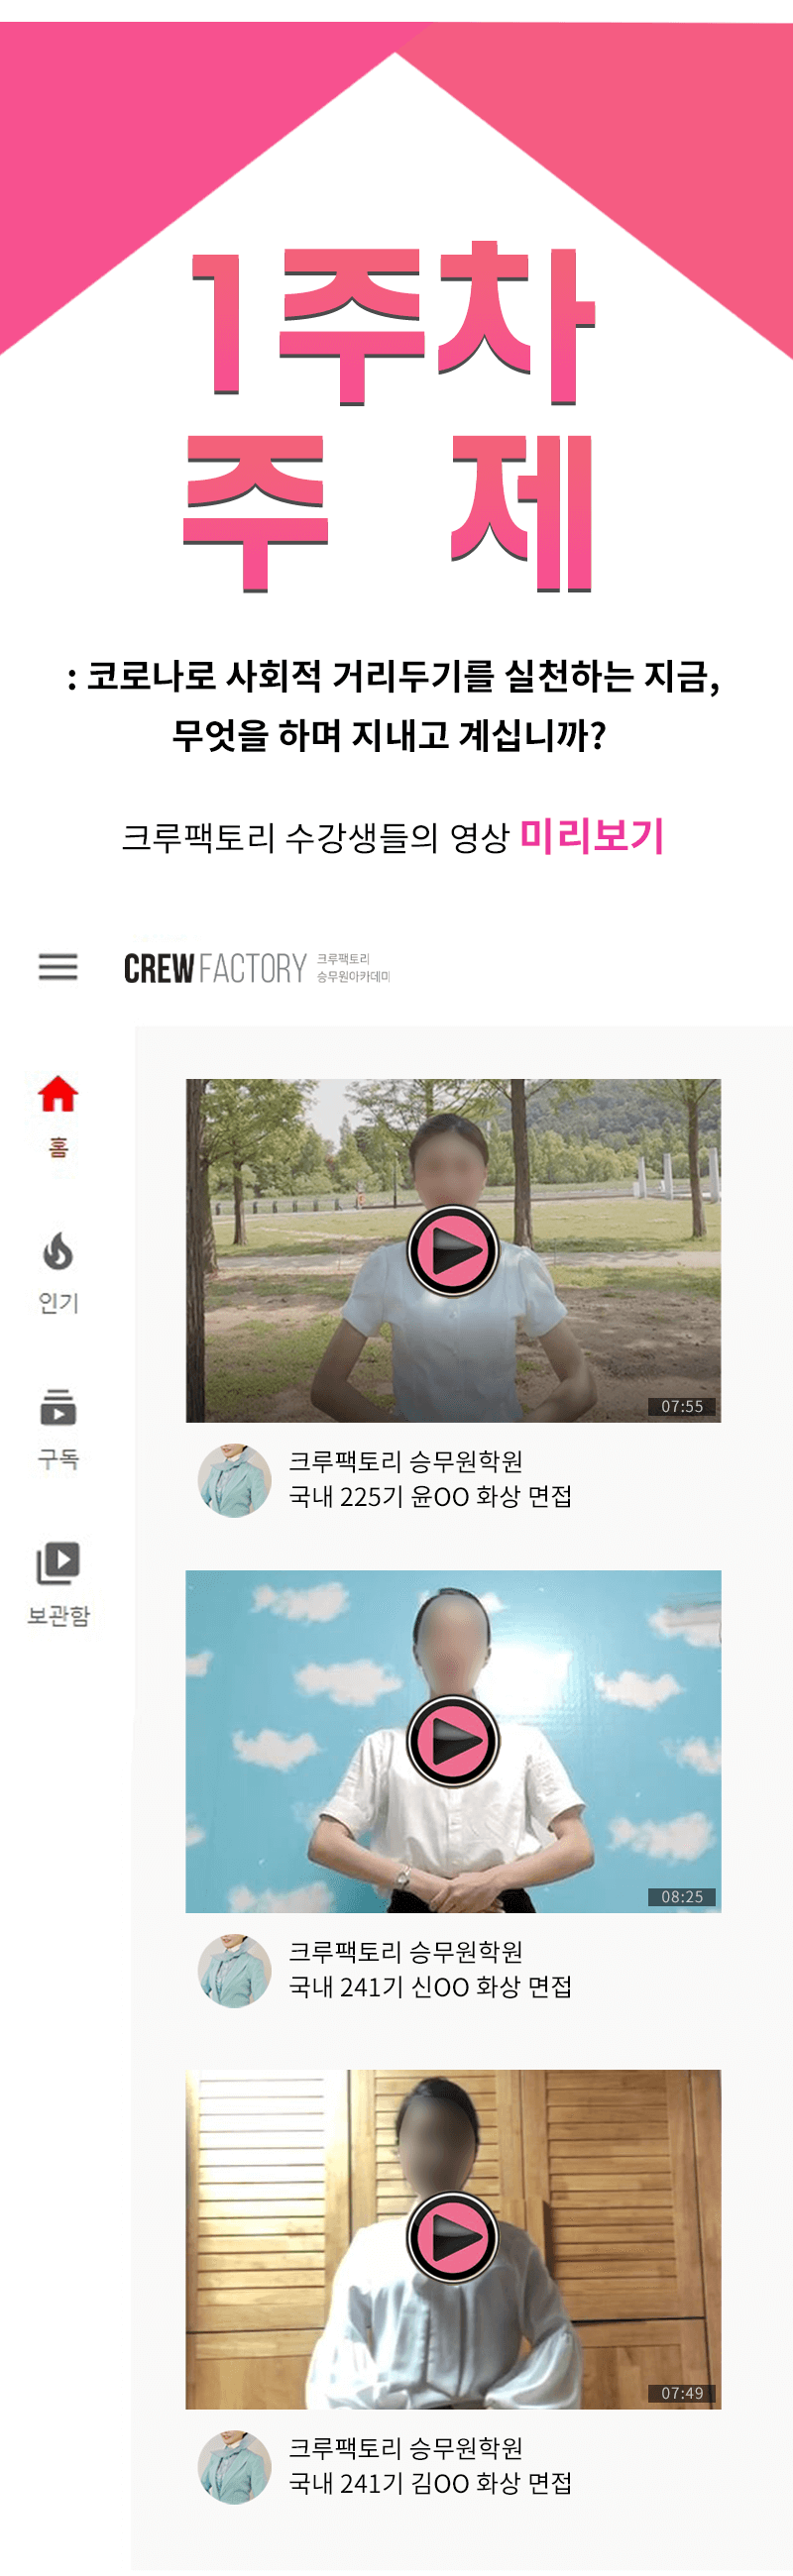 1주차
주 제
: 코로나로 사회적 거리두기를 실천하는 지금,
무엇을 하며 지내고 계십니까?
크루팩토리 수강생들의 영상 미리보기
CREW FACTORY 크루팩토리
승무원아카데미
홈
인기
구독
보관함
07:55
크루팩토리 승무원학원
국내 225기 윤OO 화상 면접
08:25
크루팩토리 승무원학원
국내 241기 신OO 화상 면접
07:49
크루팩토리 승무원학원
국내 241기 김OO 화상 면접